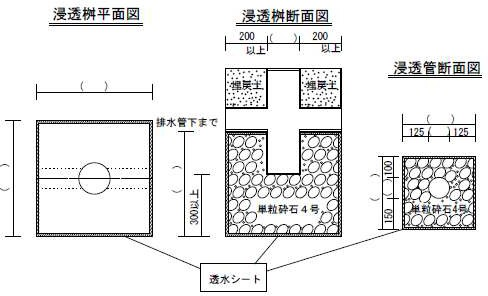 浸透桝平面図
浸透桝断面図
浸透管断面図
200 ( ) 200
以上 以上
( )
( )
125 125
埋戻土 埋戻土
排水管下まで
( )
( )
300以上
単粒砕石4号
( )
100
150
単粒砕石4号
透水シート